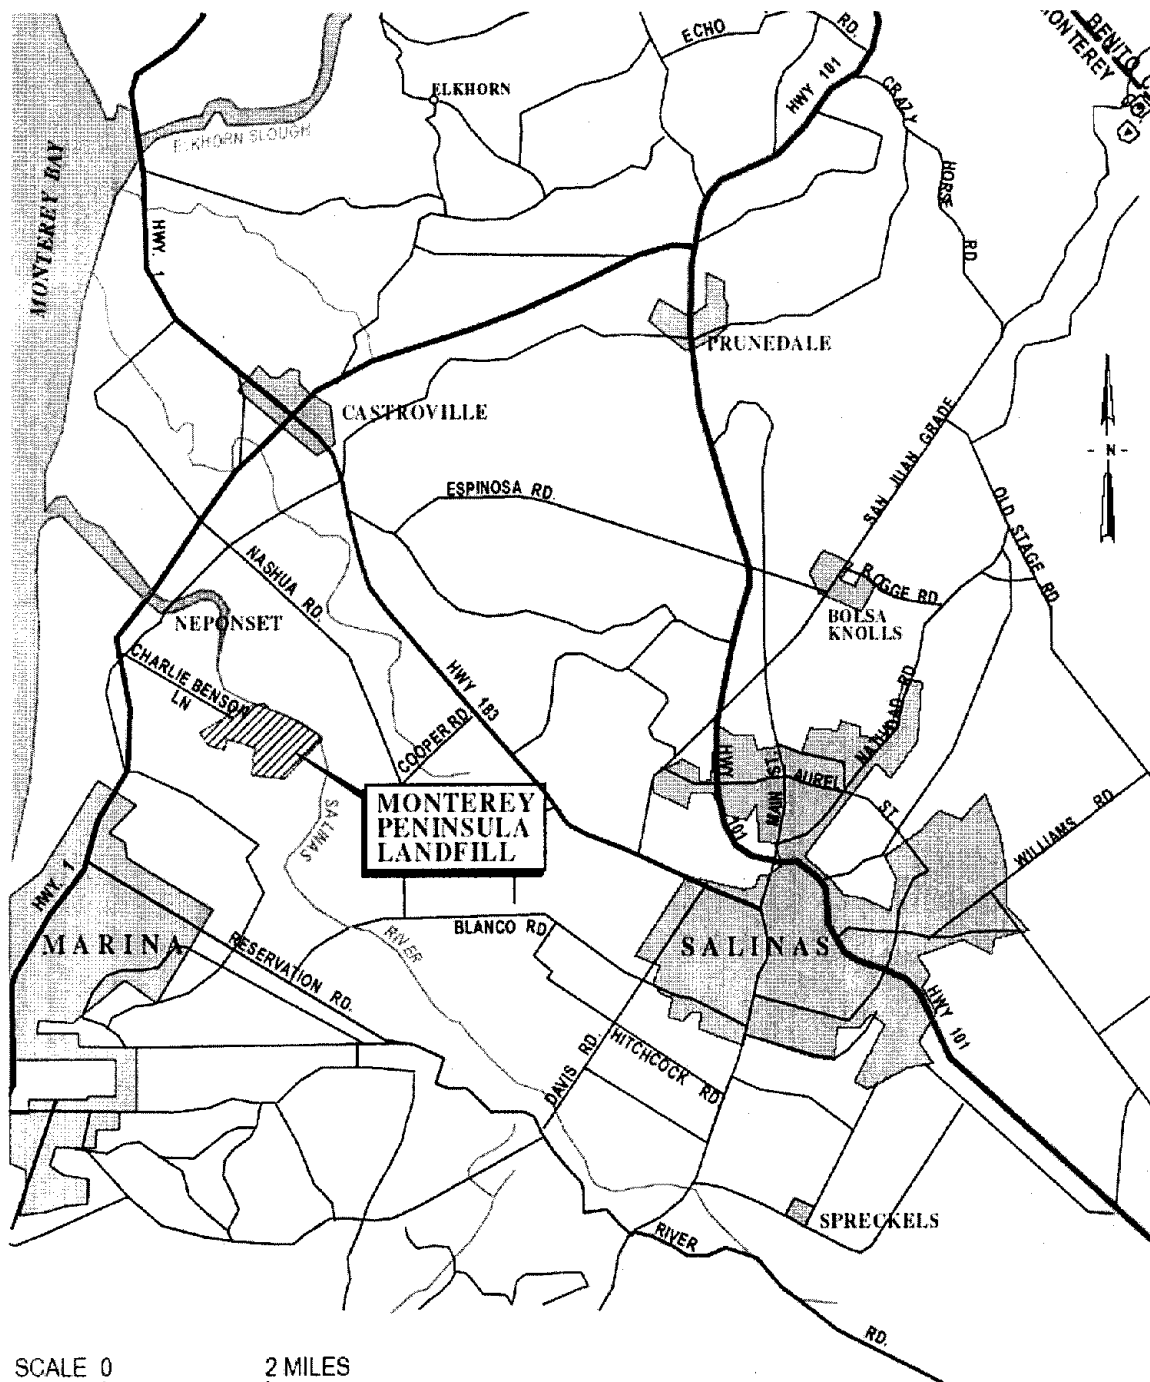 ECHO
RD.
BENITO
MONTEREY
HWY 101
CRAZY
HORSE
RD.
ELKHORN
ELKHORN SLOUGH
MONTEREY BAY
HWY. 1
PRUNEDALE
CASTROVILLE
SAN JUAN GRADE
- N -
ESPINOSA RD.
OLD STAGE RD.
NASHUA RD.
ROGGE RD.
BOLSA
KNOLLS
NEPONSET
CHARLIE BENSON
LN
HWY 183
COOPER RD.
NATIVIDAD RD
HWY
101
MAIN ST
LAUREL
ST.
WILLIAMS RD
MONTEREY
PENINSULA
LANDFILL
SALINAS
RIVER
HWY. 1
MARINA
RESERVATION RD.
BLANCO RD.
SALINAS
HWY 101
DAVIS RD.
HITCHCOCK RD.
SPRECKELS
RIVER
RD.
SCALE 0 2 MILES